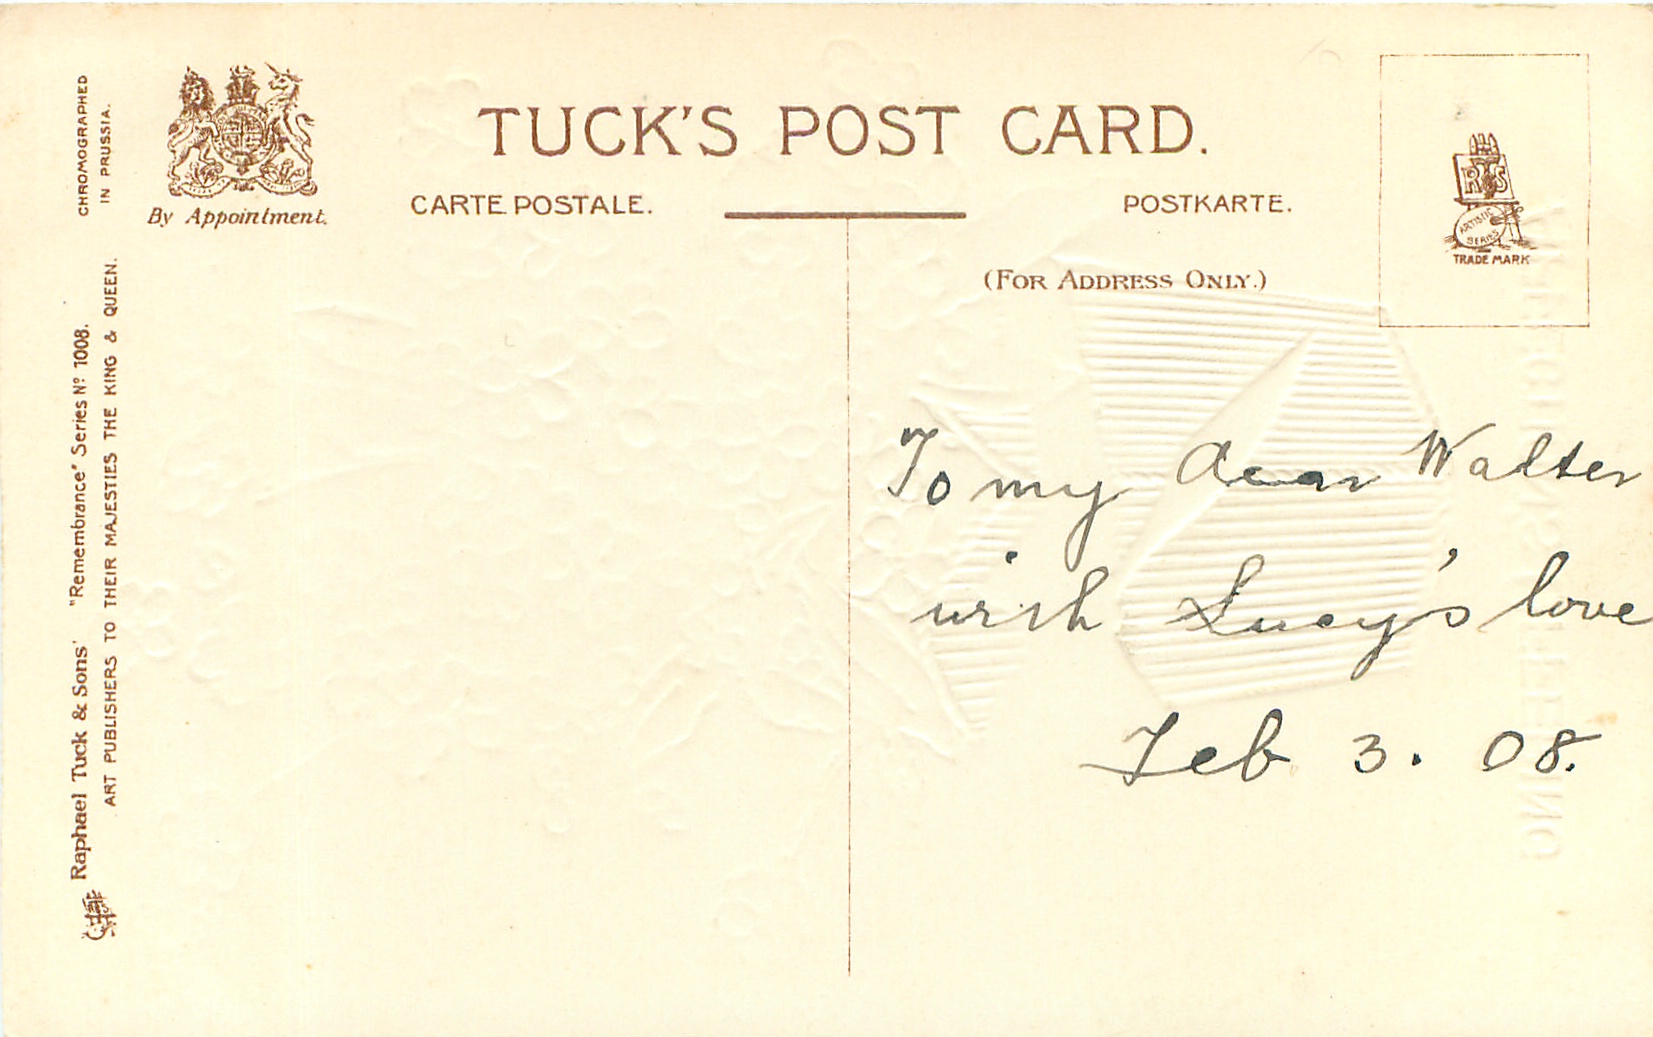 TUCK'S POST CARD.
CARTE POSTALE.
POSTKARTE.
(FOR ADDRESS ONLY.)
By Appointment.
CHROMOGRAPHED
IN PRUSSIA.
Raphael Tuck & Sons' "Remembrance" Series Nº 1008.
ART PUBLISHERS TO THEIR MAJESTIES THE KING & QUEEN.
R T S
ARTISTIC
SERIES
TRADE MARK
To my dear Walter
with Lucy's love
Feb 3. 08.